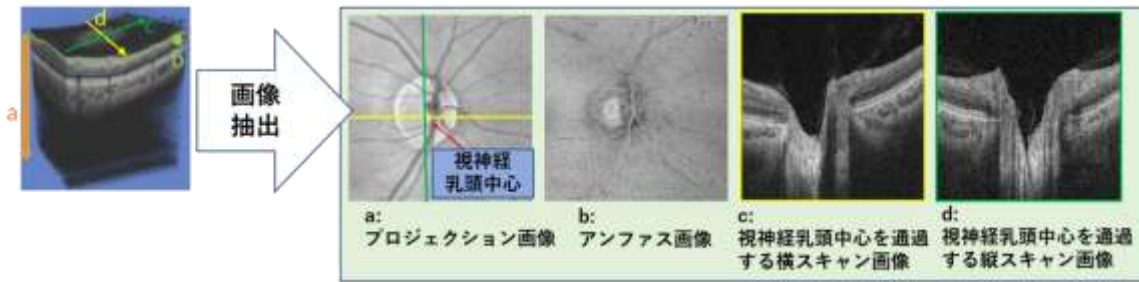 d
c
a
b
画像
抽出
視神経
乳頭中心
a:
プロジェクション画像
b:
アンファス画像
c:
視神経乳頭中心を通過
する横スキャン画像
d:
視神経乳頭中心を通過
する縦スキャン画像